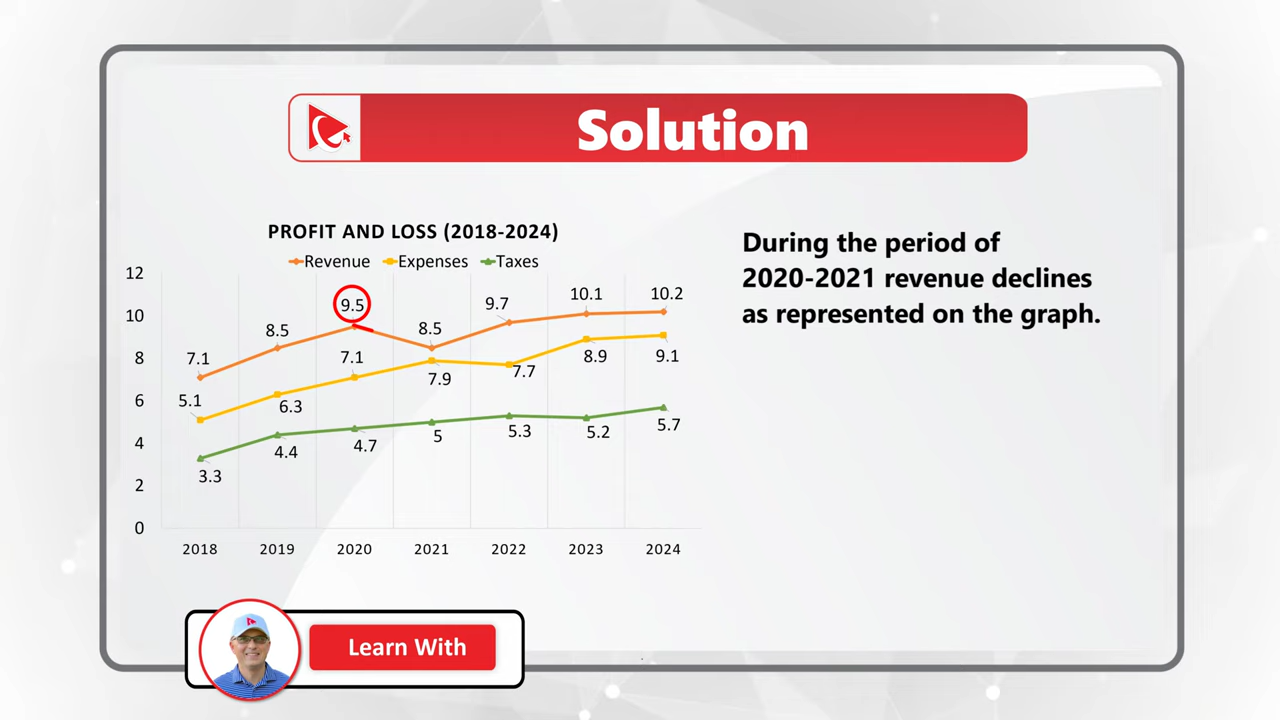 Solution
PROFIT AND LOSS (2018-2024)
Revenue Expenses Taxes
12
10
8
6
4
2
0
7.1 8.5 9.5 8.5 9.7 10.1 10.2
5.1 6.3 7.1 7.9 7.7 8.9 9.1
3.3 4.4 4.7 5 5.3 5.2 5.7
2018 2019 2020 2021 2022 2023 2024
During the period of
2020-2021 revenue declines
as represented on the graph.
Learn With